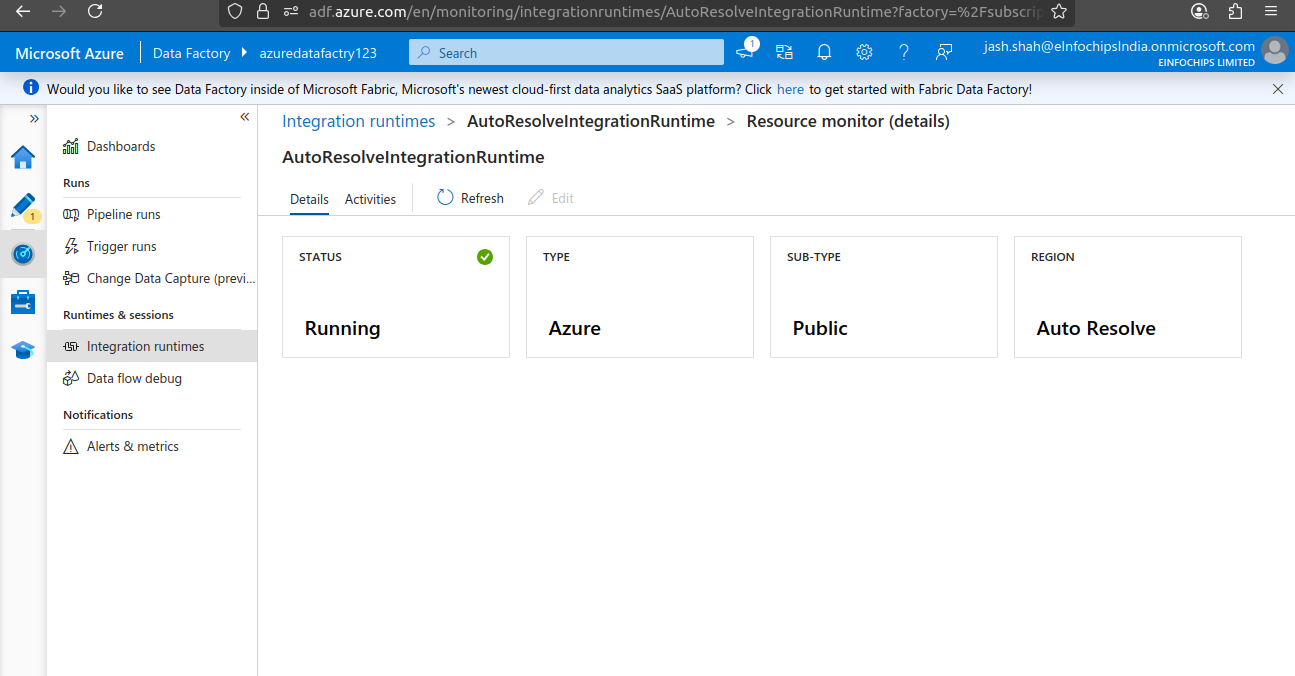 adf.azure.com/en/monitoring/integrationruntimes/AutoResolveIntegrationRuntime?factory=%2Fsubscrip
Microsoft Azure Data Factory azuredatafactry123 Search 1 jash.shah@eInfochipsIndia.onmicrosoft.com
EINFOCHIPS LIMITED
Would you like to see Data Factory inside of Microsoft Fabric, Microsoft's newest cloud-first data analytics SaaS platform? Click here to get started with Fabric Data Factory!
1
Dashboards
Runs
Pipeline runs
Trigger runs
Change Data Capture (previ...
Runtimes & sessions
Integration runtimes
Data flow debug
Notifications
Alerts & metrics
Integration runtimes > AutoResolveIntegrationRuntime > Resource monitor (details)
AutoResolveIntegrationRuntime
Details Activities Refresh Edit
STATUS
Running
TYPE
Azure
SUB-TYPE
Public
REGION
Auto Resolve